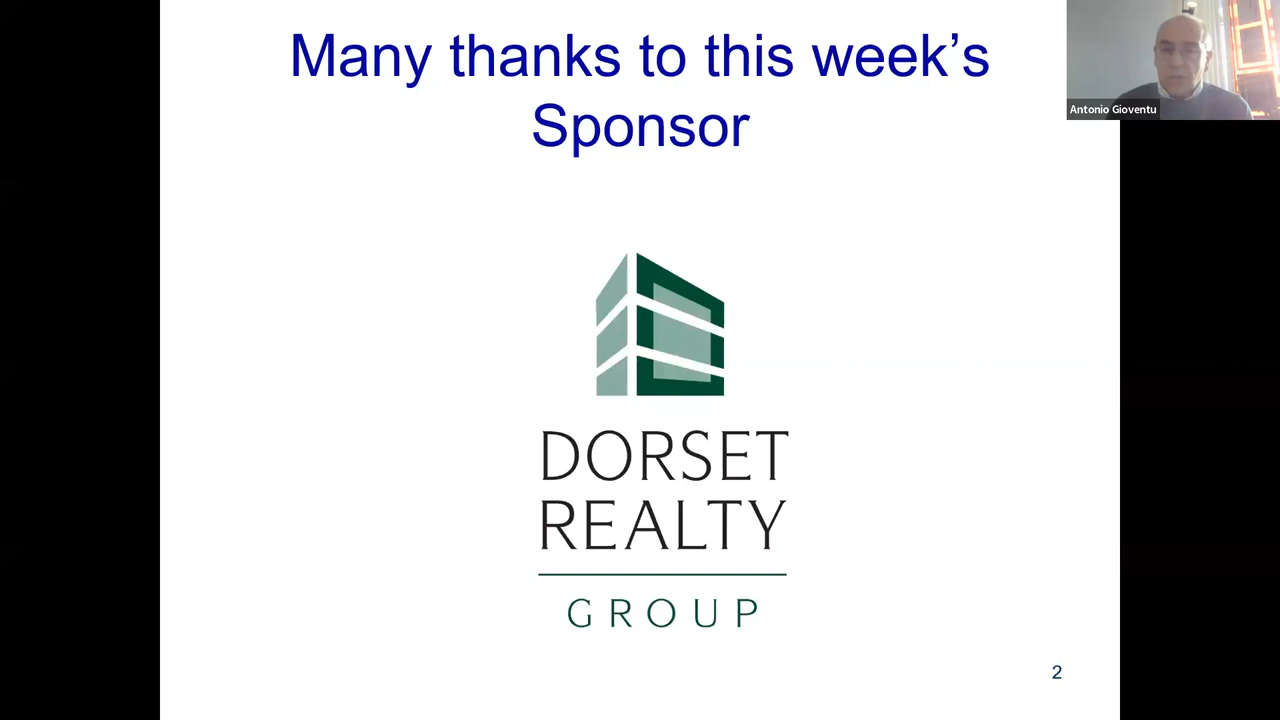 Many thanks to this week’s
Sponsor
Antonio Gioventu
DORSET
REALTY
GROUP
2